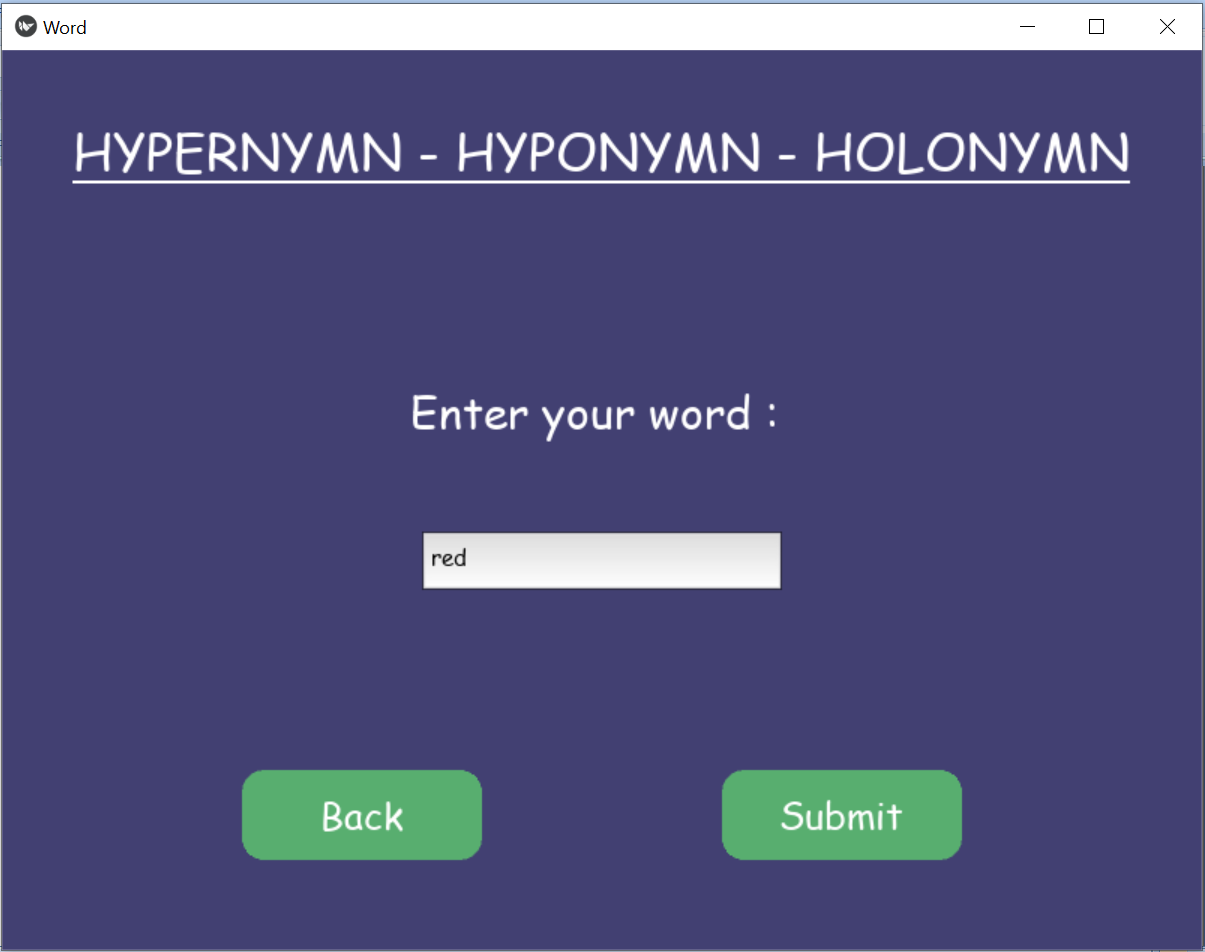 Word
HYPERNYMN - HYPONYMN - HOLONYMN
Enter your word :
red
Back
Submit